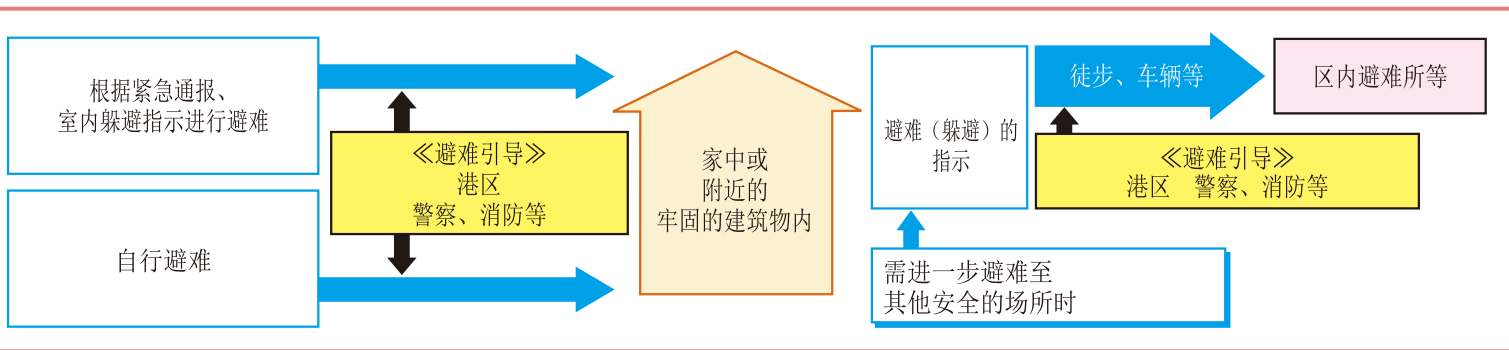 根据紧急通报、
室内躲避指示进行避难
自行避难
≪避难引导≫
港区
警察、消防等
家中或
附近的
牢固的建筑物内
避难（躲避）的
指示
需进一步避难至
其他安全的场所时
徒步、车辆等
≪避难引导≫
港区　警察、消防等
区内避难所等